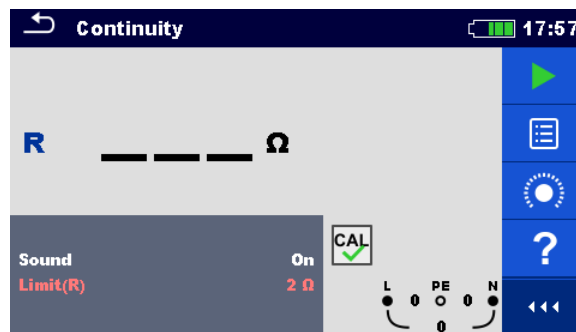 Continuity 17:57
R _ _ _ Ω
?
Sound On
CAL
Limit(R) 2 Ω
L PE N
0 0
0